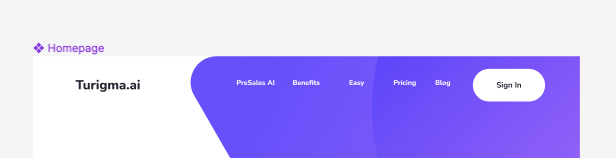 Homepage
Turigma.ai PreSales AI Benefits Easy Pricing Blog Sign In